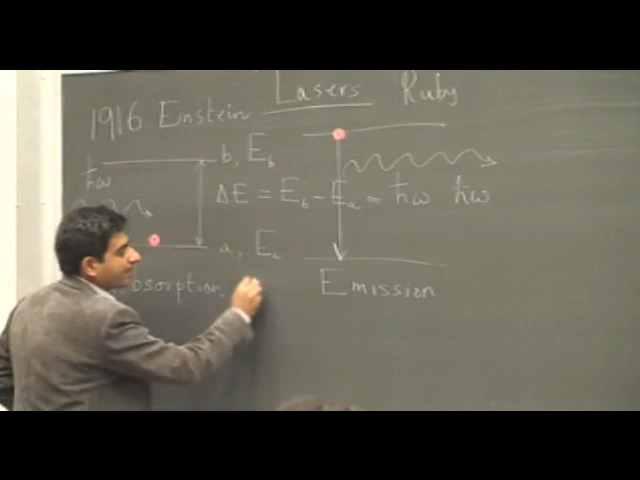 Lasers Ruby
1916 Einstein
b, E_b
ħω
ΔE = E_b - E_a = ħω ħω
a, E_a
Absorption Emission